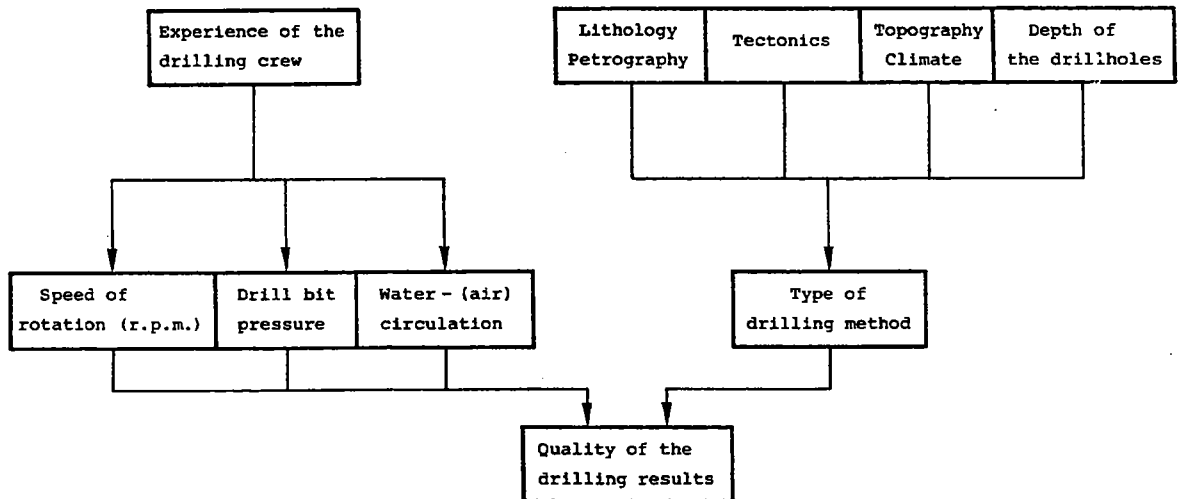 Experience of the
drilling crew
Lithology
Petrography
Tectonics
Topography
Climate
Depth of
the drillholes
Speed of
rotation (r.p.m.)
Drill bit
pressure
Water- (air)
circulation
Type of
drilling method
Quality of the
drilling results